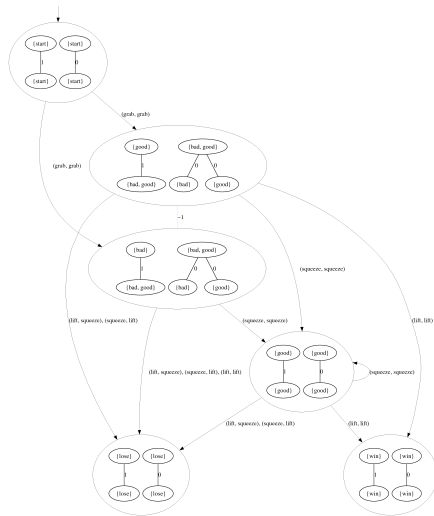 {start} {start}
1 0
{start} {start}
(grab, grab)
{good} {bad, good}
1 0 0
{bad, good} {bad} {good}
(grab, grab)
~1
{bad} {bad, good}
1 0 0
{bad, good} {bad} {good}
(squeeze, squeeze)
(lift, squeeze), (squeeze, lift)
(squeeze, squeeze)
(lift, lift)
{good} {good}
1 0
{good} {good}
(squeeze, squeeze)
(lift, squeeze), (squeeze, lift), (lift, lift)
(lift, squeeze), (squeeze, lift)
(lift, lift)
{lose} {lose}
1 0
{lose} {lose}
{win} {win}
1 0
{win} {win}